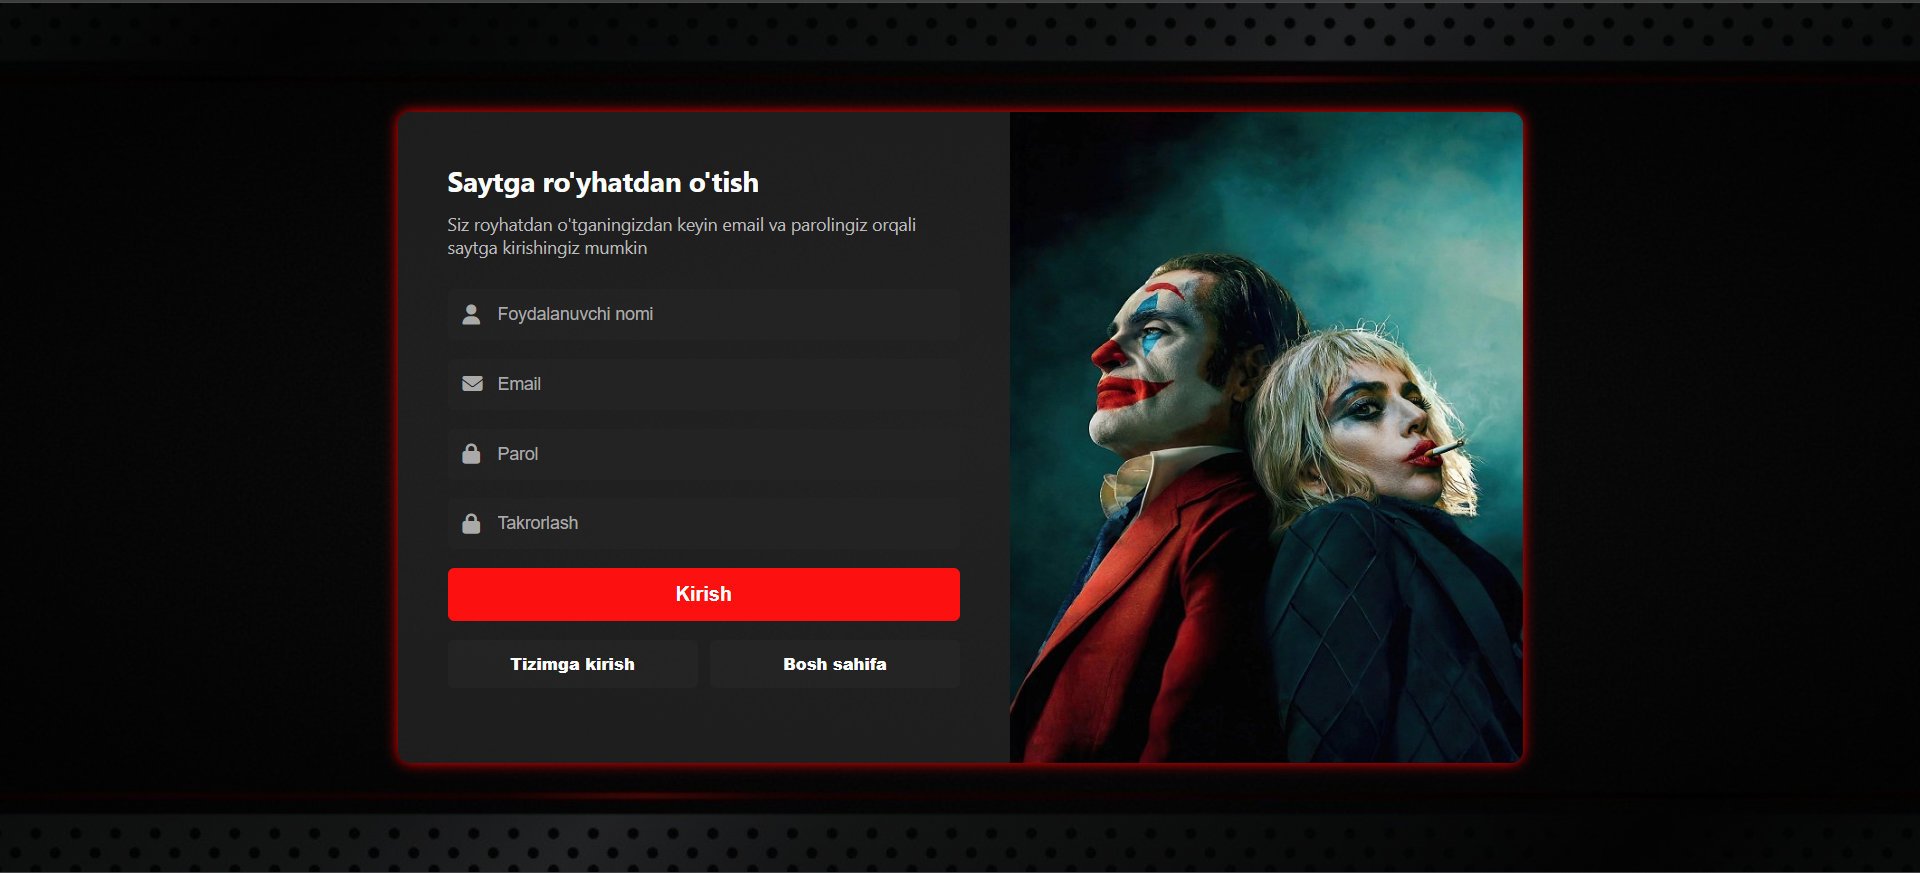 Saytga ro'yhatdan o'tish
Siz royhatdan o'tganingizdan keyin email va parolingiz orqali
saytga kirishingiz mumkin
Foydalanuvchi nomi
Email
Parol
Takrorlash
Kirish
Tizimga kirish
Bosh sahifa